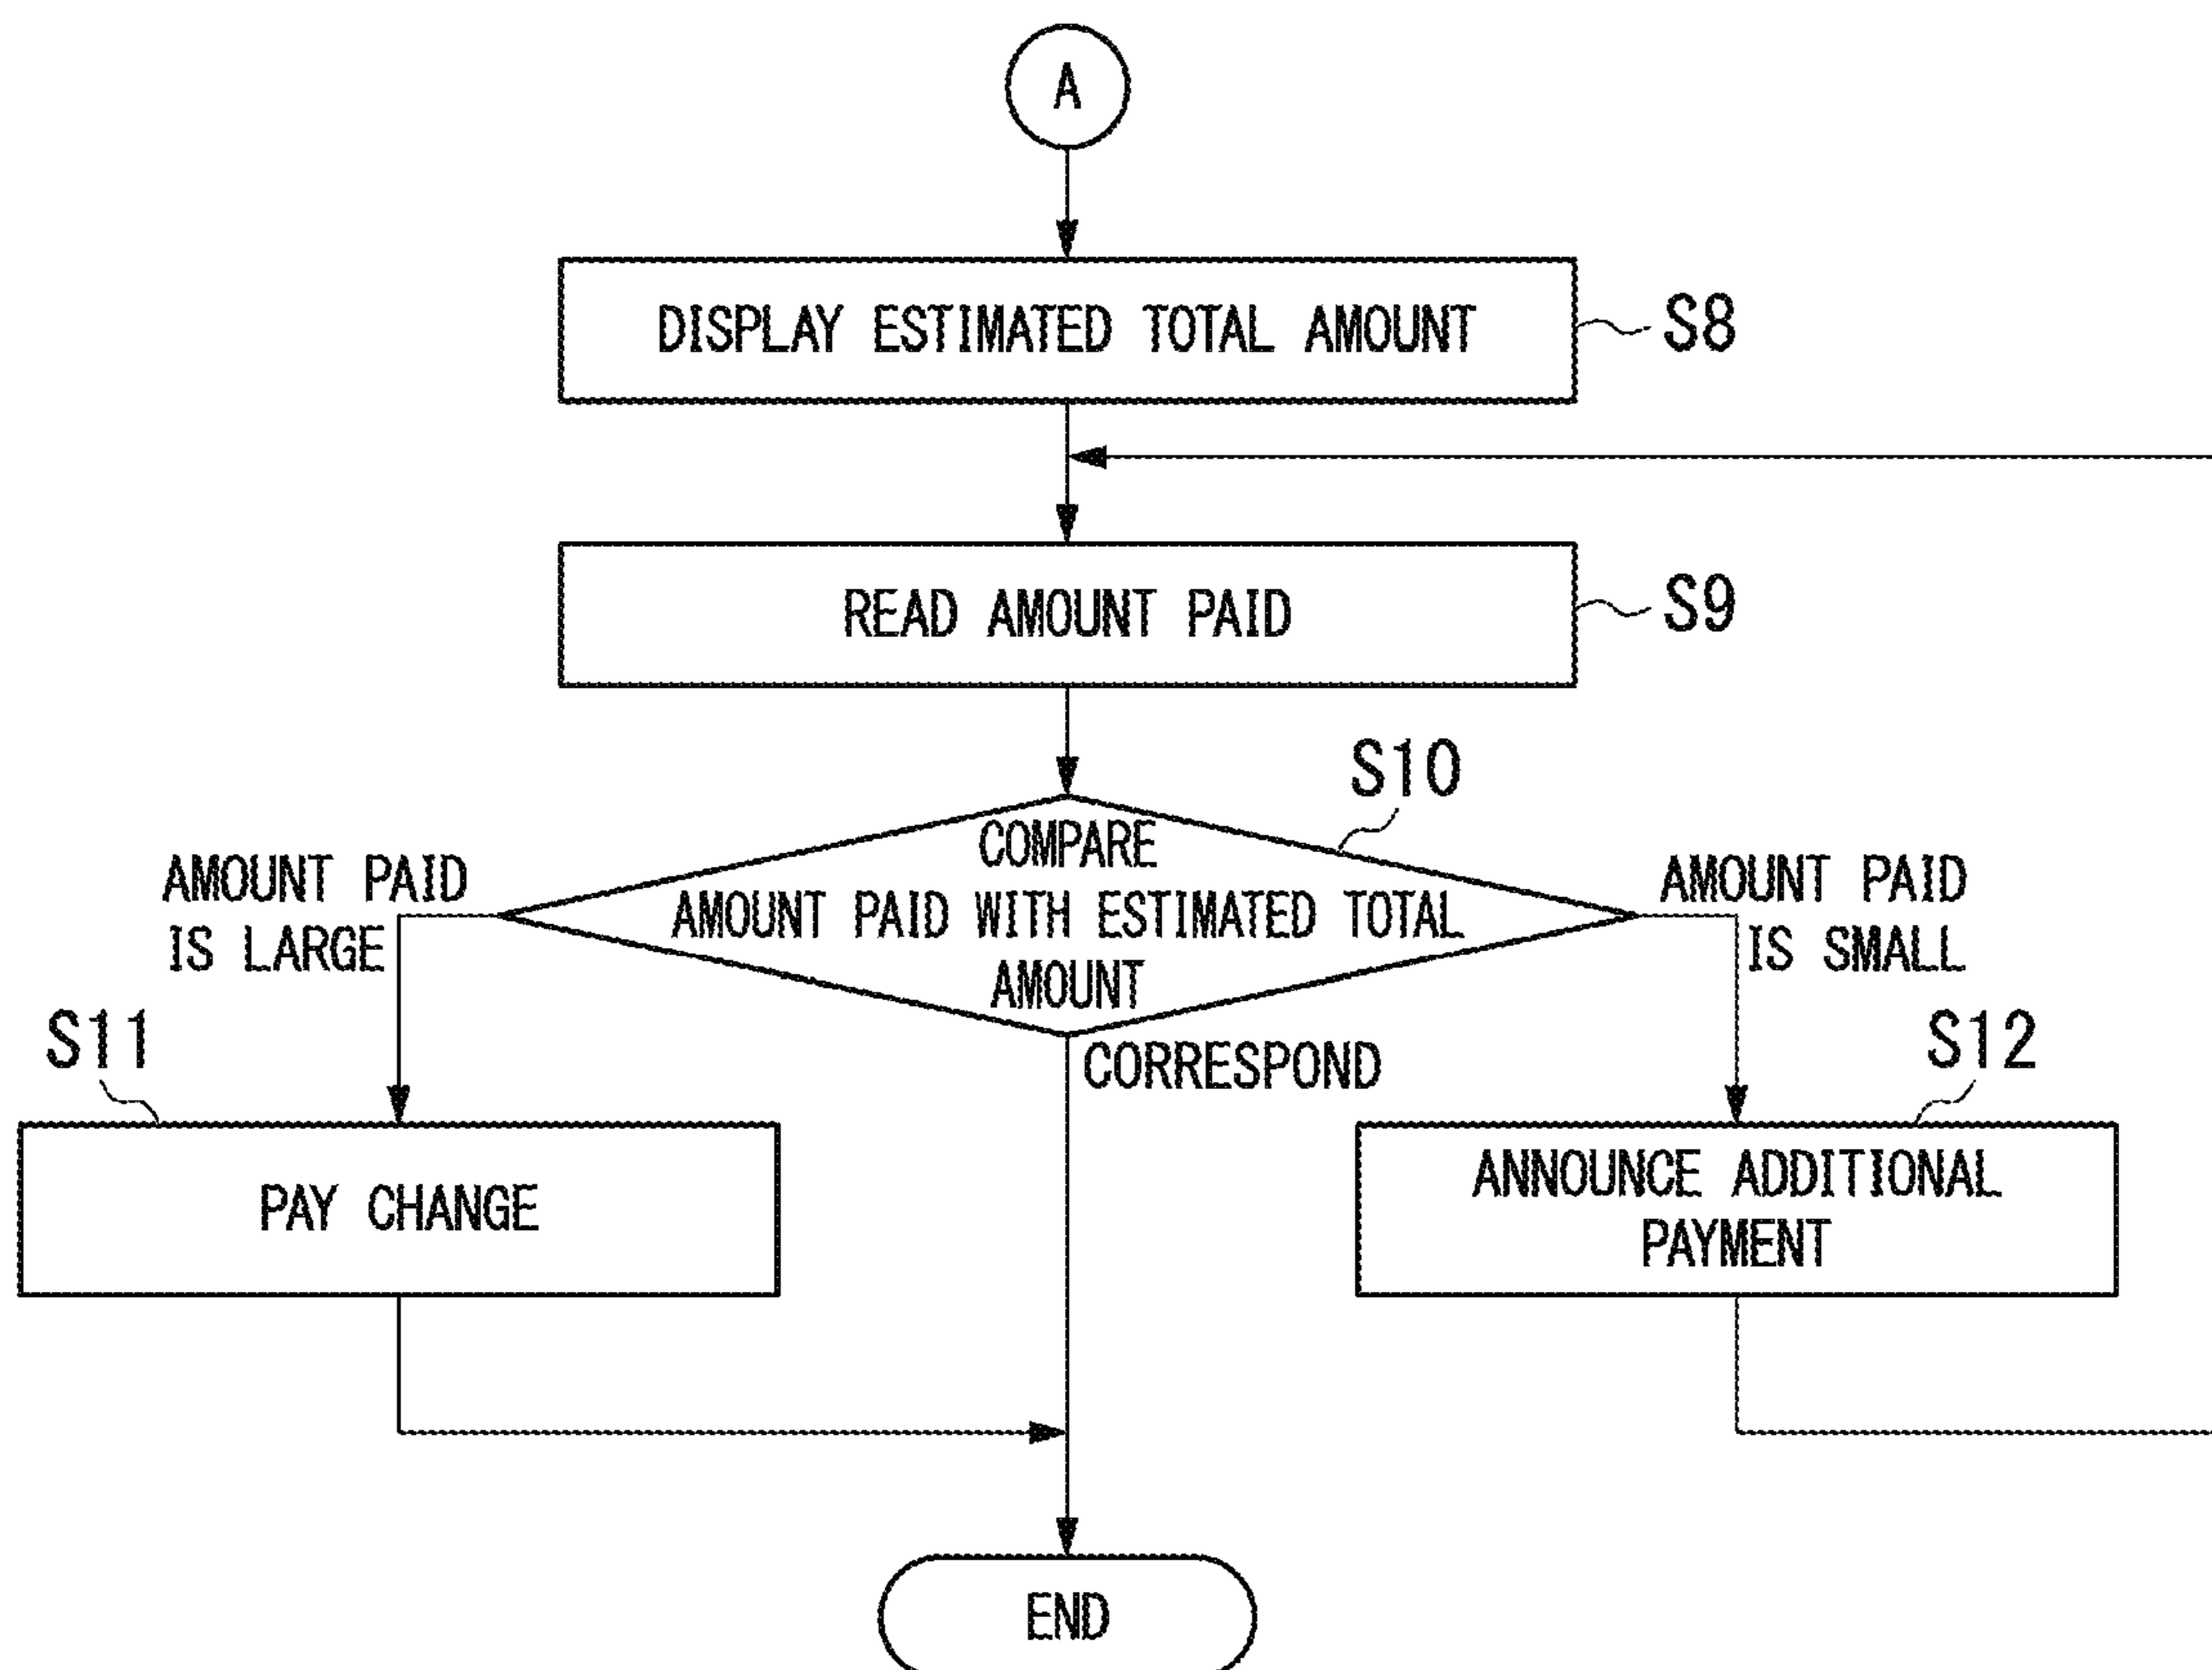 A
DISPLAY ESTIMATED TOTAL AMOUNT
S8
READ AMOUNT PAID
S9
S10
COMPARE
AMOUNT PAID WITH ESTIMATED TOTAL
AMOUNT
AMOUNT PAID
IS LARGE
AMOUNT PAID
IS SMALL
CORRESPOND
S11
PAY CHANGE
S12
ANNOUNCE ADDITIONAL
PAYMENT
END